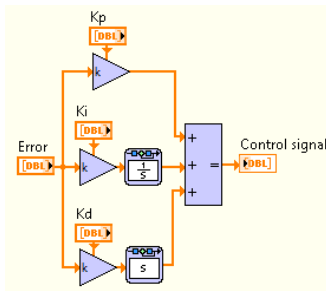 Kp
DBL
k
Ki
DBL
Error
DBL
k
1
s
+
+
+
=
Control signal
DBL
Kd
DBL
k
s